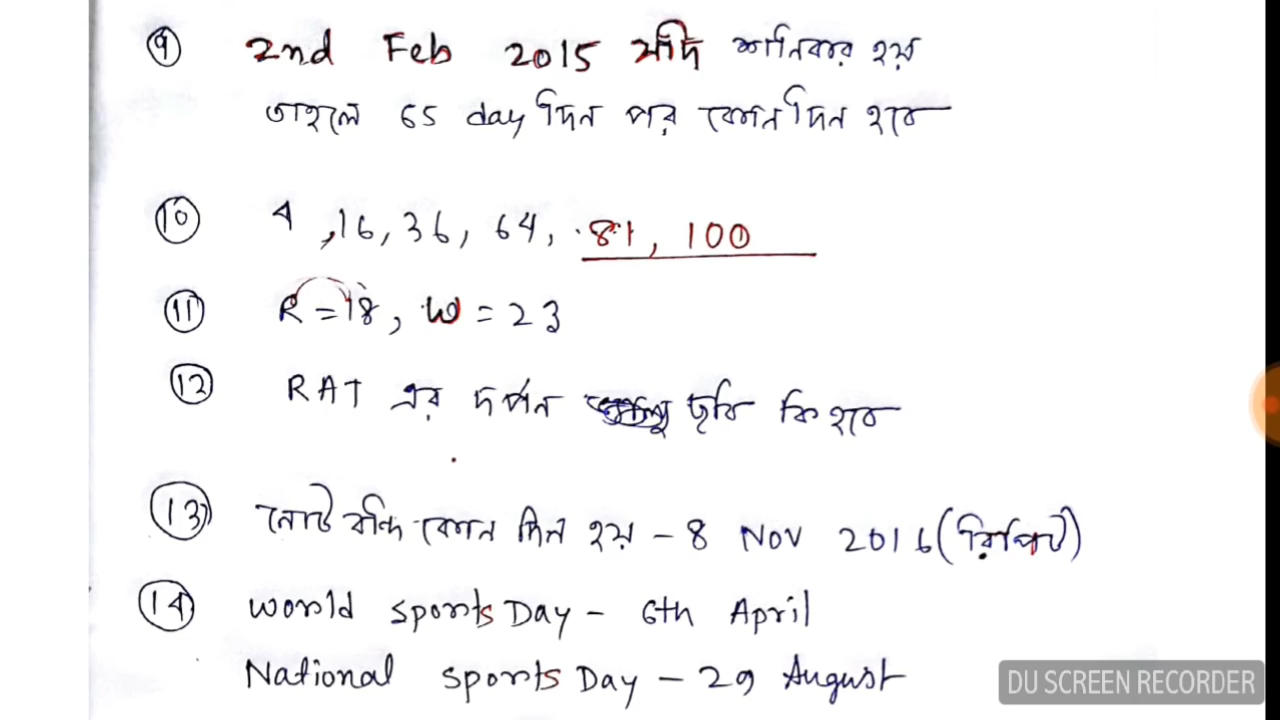 ৭ 2nd Feb 2015 যদি শনিবার হয়
তাহলে 65 day দিন পর কোন দিন হবে
10 4, 16, 36, 64, 81, 100
11 R = 18, W = 23
12 RAT এর দর্পন ছবি কি হবে
13 নোট বন্দি কোন দিন হয় - 8 Nov 2016 (রিপিট)
14 World Sports Day - 6th April
National Sports Day - 29 August
DU SCREEN RECORDER